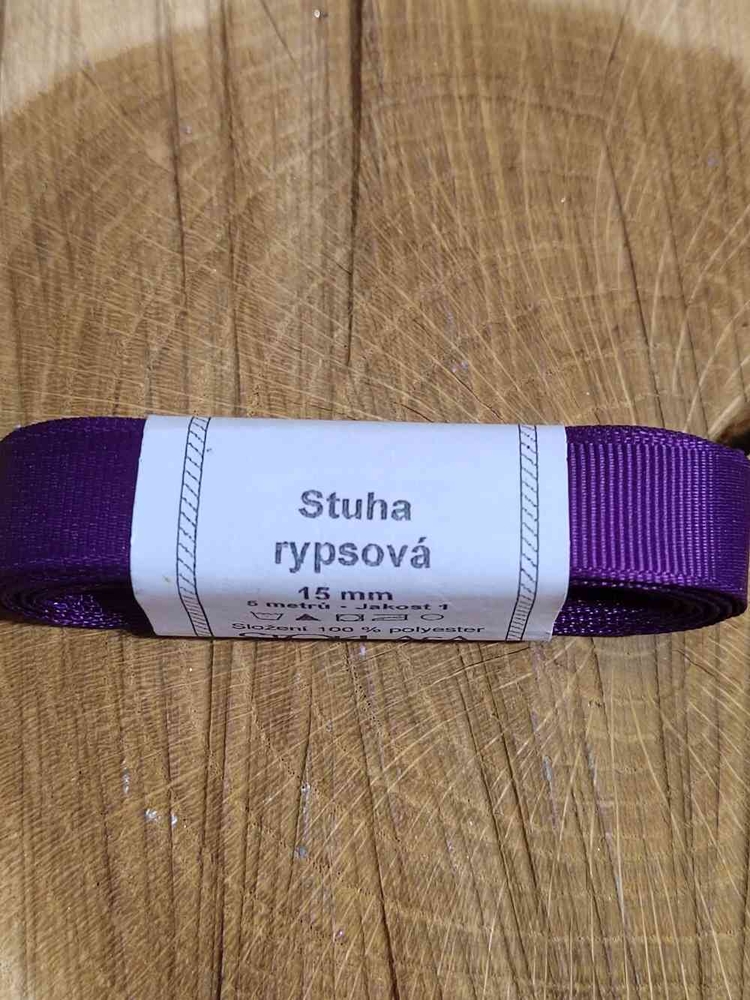 Stuha
rypsová
15 mm
5 metrů • Jakost 1
Složení 100 % polyester